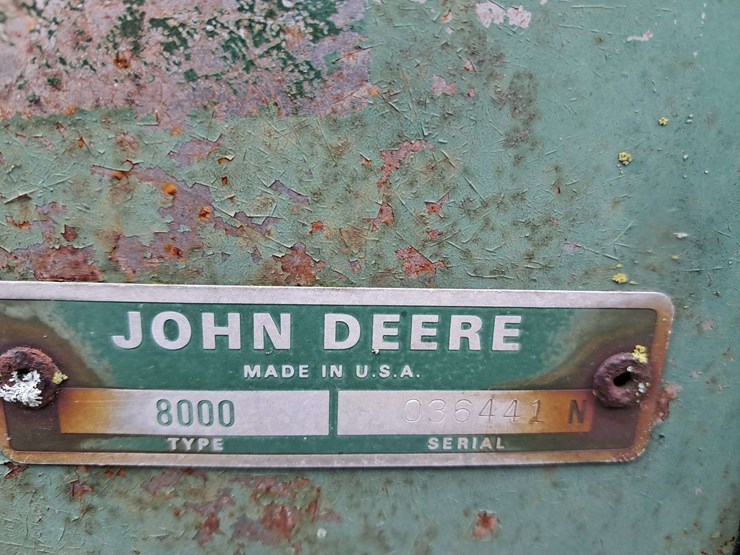 JOHN DEERE
MADE IN U.S.A.
8000 036441 N
TYPE SERIAL